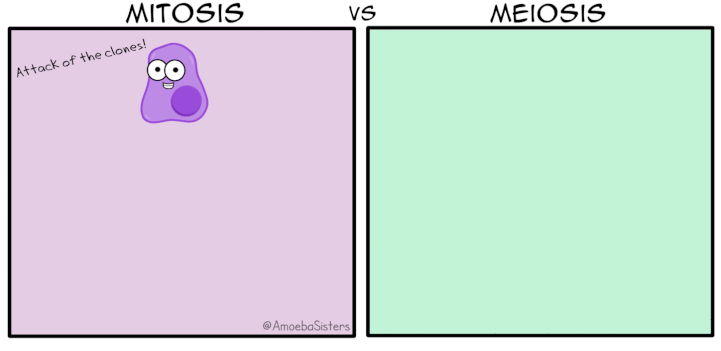 MITOSIS VS MEIOSIS
Attack of the clones!
@AmoebaSisters